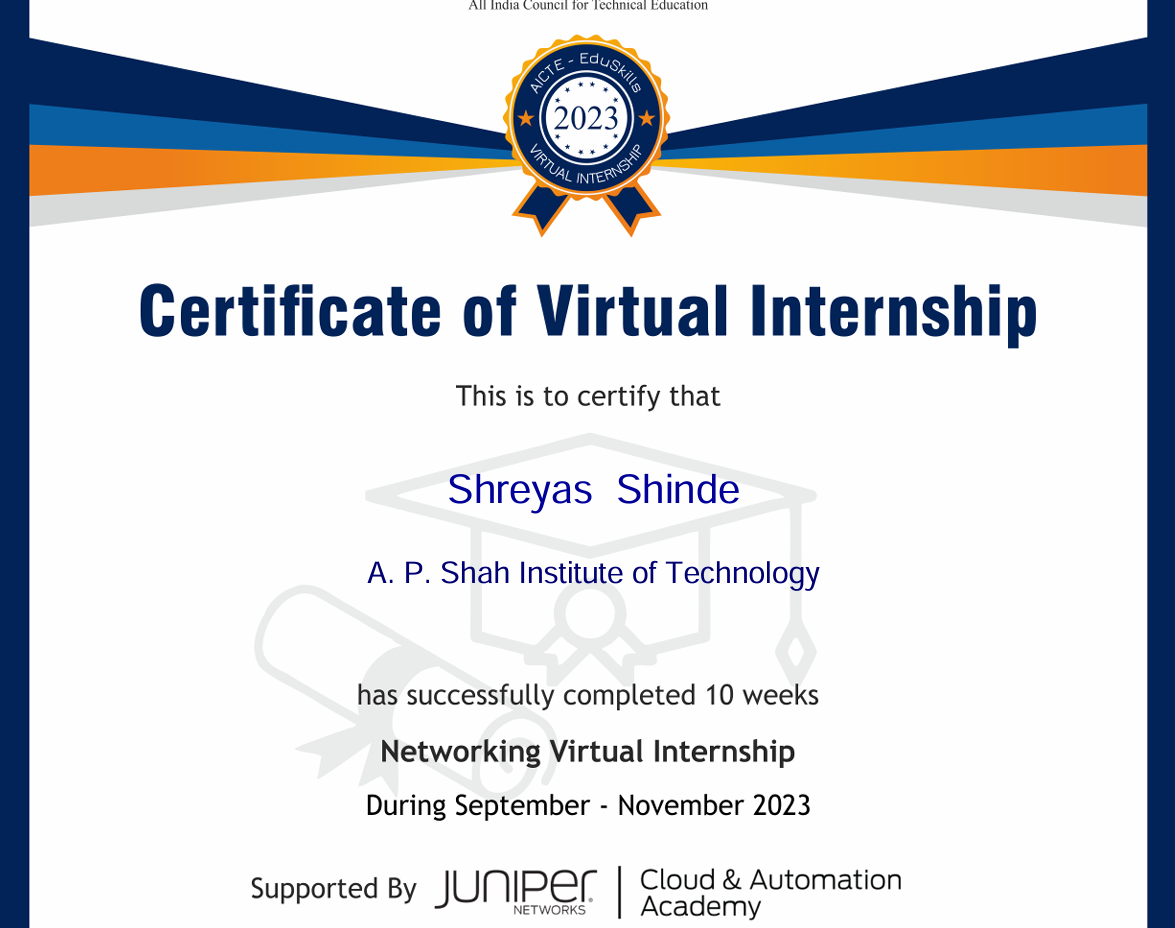 All India Council for Technical Education
AICTE - EduSkills
2023
VIRTUAL INTERNSHIP
Certificate of Virtual Internship
This is to certify that
Shreyas Shinde
A. P. Shah Institute of Technology
has successfully completed 10 weeks
Networking Virtual Internship
During September - November 2023
Supported By JUNIPER NETWORKS | Cloud & Automation Academy